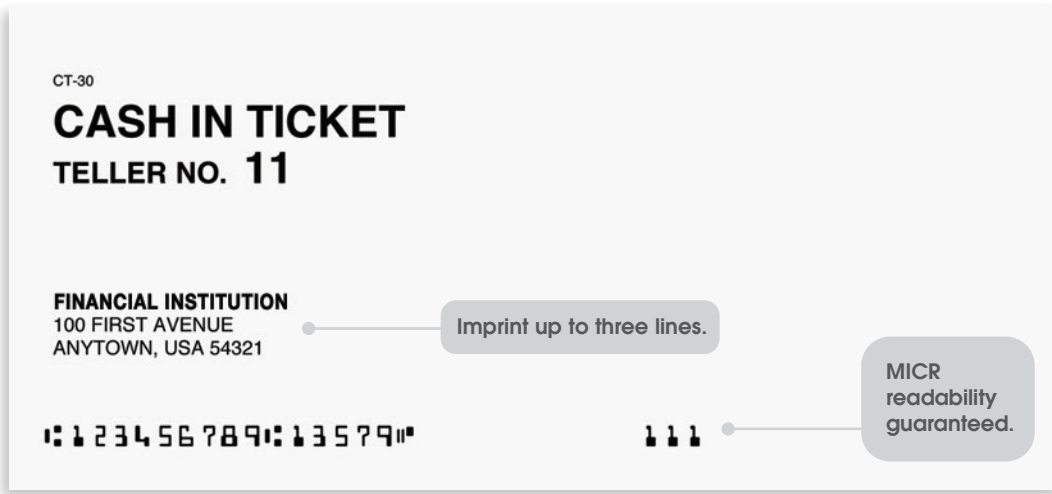 CT-30
CASH IN TICKET
TELLER NO. 11
FINANCIAL INSTITUTION
100 FIRST AVENUE
ANYTOWN, USA 54321
Imprint up to three lines.
MICR
readability
guaranteed.
⑆123456789⑆13579⑈ 111